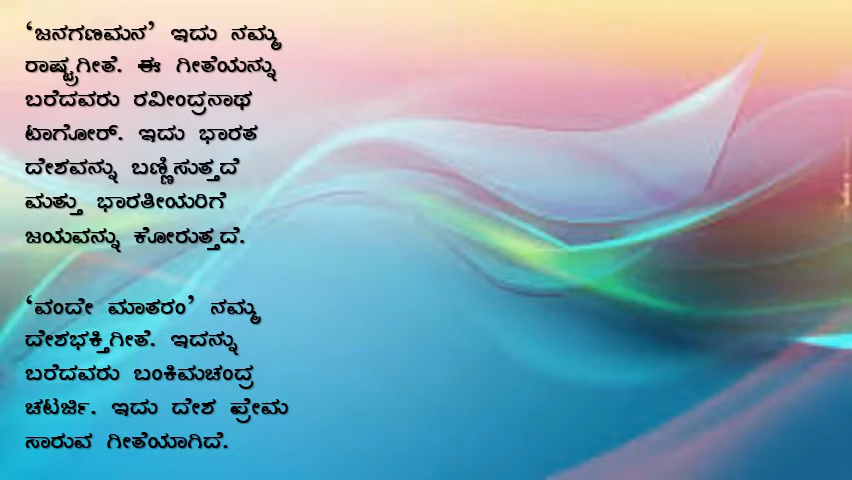 ‘ಜನಗಣಮನ’ ಇದು ನಮ್ಮ
ರಾಷ್ಟ್ರಗೀತೆ. ಈ ಗೀತೆಯನ್ನು
ಬರೆದವರು ರವೀಂದ್ರನಾಥ
ಟಾಗೋರ್. ಇದು ಭಾರತ
ದೇಶವನ್ನು ಬಣ್ಣಿಸುತ್ತದೆ
ಮತ್ತು ಭಾರತೀಯರಿಗೆ
ಜಯವನ್ನು ಕೋರುತ್ತದೆ.
‘ವಂದೇ ಮಾತರಂ’ ನಮ್ಮ
ದೇಶಭಕ್ತಿಗೀತೆ. ಇದನ್ನು
ಬರೆದವರು ಬಂಕಿಮಚಂದ್ರ
ಚಟರ್ಜಿ. ಇದು ದೇಶ ಪ್ರೇಮ
ಸಾರುವ ಗೀತೆಯಾಗಿದೆ.